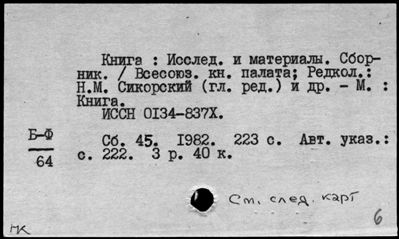 Книга : Исслед. и материалы. Сбор-
ник. / Всесоюз. кн. палата; Редкол.:
Н.М. Сикорский (гл. ред.) и др. – М. :
Книга.
ИССН 0134-837Х.
Б-Ф
64
Сб. 45. 1982. 223 с. Авт. указ.:
с. 222. 3 р. 40 к.
См. след. карт
6
МК